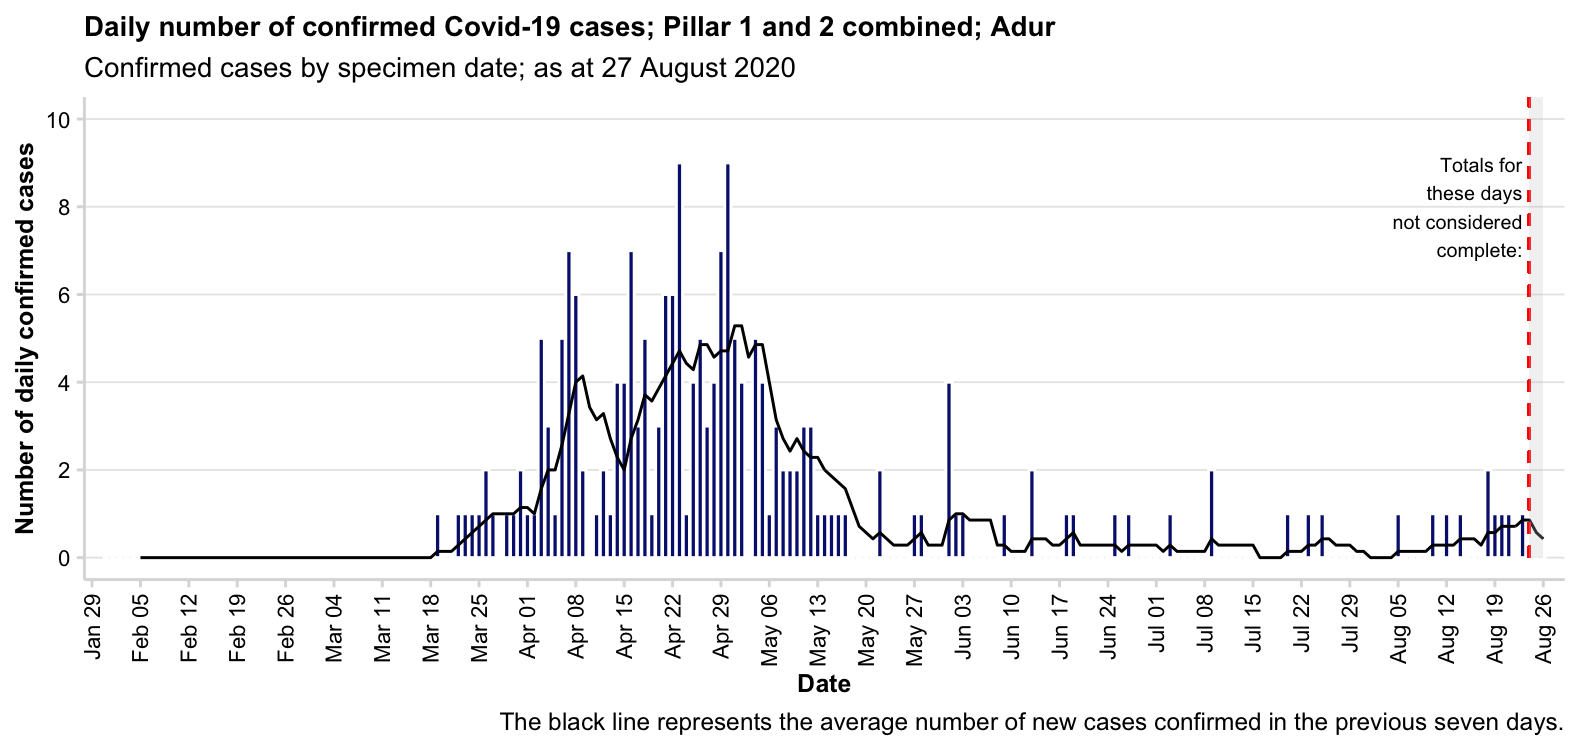 Daily number of confirmed Covid-19 cases; Pillar 1 and 2 combined; Adur
Confirmed cases by specimen date; as at 27 August 2020
Number of daily confirmed cases
10
8
6
4
2
0
Totals for
these days
not considered
complete:
Jan 29
Feb 05
Feb 12
Feb 19
Feb 26
Mar 04
Mar 11
Mar 18
Mar 25
Apr 01
Apr 08
Apr 15
Apr 22
Apr 29
May 06
May 13
May 20
May 27
Jun 03
Jun 10
Jun 17
Jun 24
Jul 01
Jul 08
Jul 15
Jul 22
Jul 29
Aug 05
Aug 12
Aug 19
Aug 26
Date
The black line represents the average number of new cases confirmed in the previous seven days.